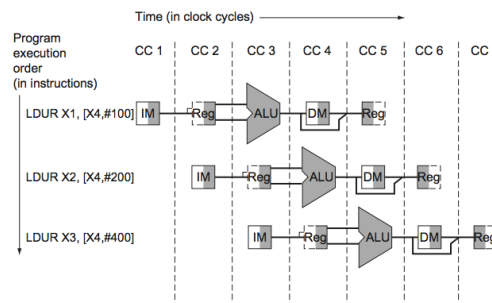 Time (in clock cycles)
Program
execution
order
(in instructions)
CC 1 CC 2 CC 3 CC 4 CC 5 CC 6 CC
LDUR X1, [X4,#100] IM Reg ALU DM Reg
LDUR X2, [X4,#200] IM Reg ALU DM Reg
LDUR X3, [X4,#400] IM Reg ALU DM Reg